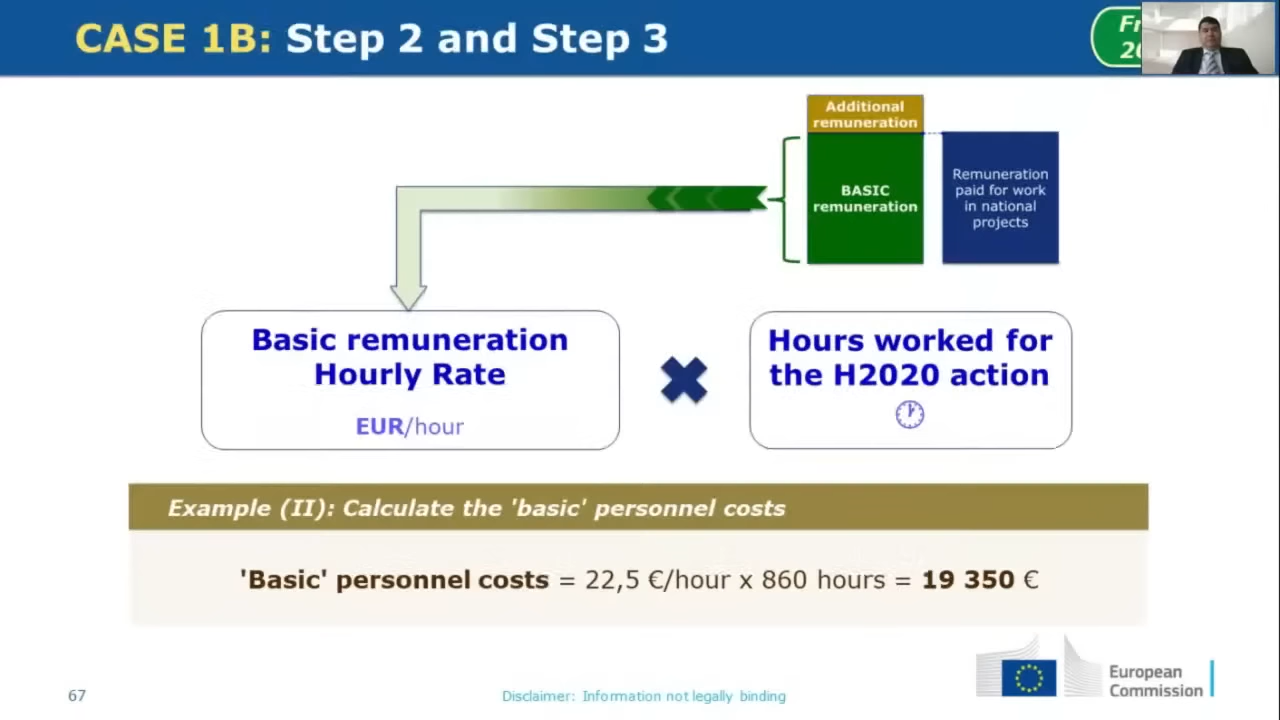 CASE 1B: Step 2 and Step 3
Additional
remuneration
BASIC
remuneration
Remuneration
paid for work
in national
projects
Basic remuneration
Hourly Rate
EUR/hour
Hours worked for
the H2020 action
Example (II): Calculate the 'basic' personnel costs
'Basic' personnel costs = 22,5 €/hour x 860 hours = 19 350 €
67
Disclaimer: Information not legally binding
European
Commission